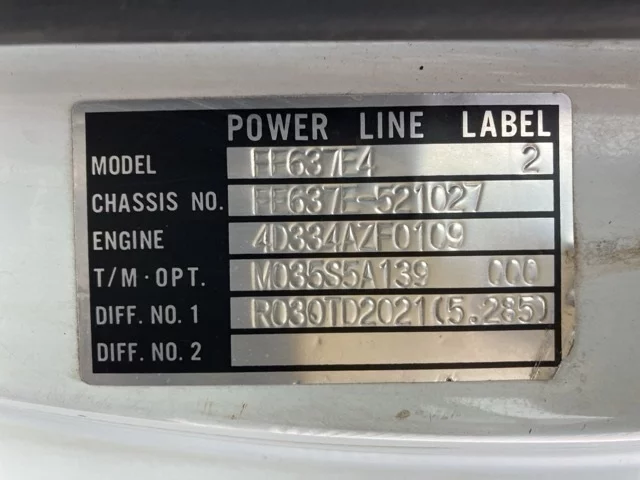 POWER LINE LABEL
MODEL FE637E4 2
CHASSIS NO. FE637E-521027
ENGINE 4D334AZF0109
T/M·OPT. M035S5A139 000
DIFF. NO. 1 R030TD2021(5.285)
DIFF. NO. 2